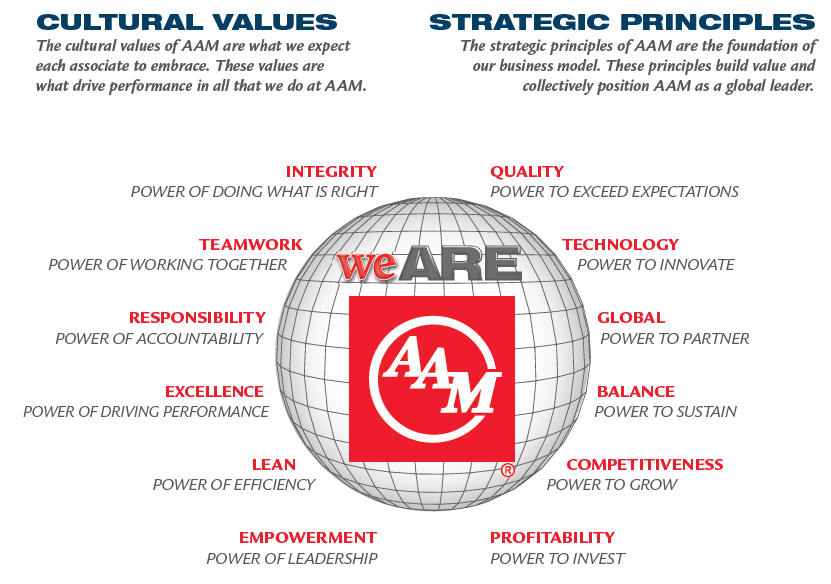 CULTURAL VALUES
The cultural values of AAM are what we expect
each associate to embrace. These values are
what drive performance in all that we do at AAM.
STRATEGIC PRINCIPLES
The strategic principles of AAM are the foundation of
our business model. These principles build value and
collectively position AAM as a global leader.
INTEGRITY
POWER OF DOING WHAT IS RIGHT
TEAMWORK
POWER OF WORKING TOGETHER
RESPONSIBILITY
POWER OF ACCOUNTABILITY
EXCELLENCE
POWER OF DRIVING PERFORMANCE
LEAN
POWER OF EFFICIENCY
EMPOWERMENT
POWER OF LEADERSHIP
weARE
AAM
®
QUALITY
POWER TO EXCEED EXPECTATIONS
TECHNOLOGY
POWER TO INNOVATE
GLOBAL
POWER TO PARTNER
BALANCE
POWER TO SUSTAIN
COMPETITIVENESS
POWER TO GROW
PROFITABILITY
POWER TO INVEST